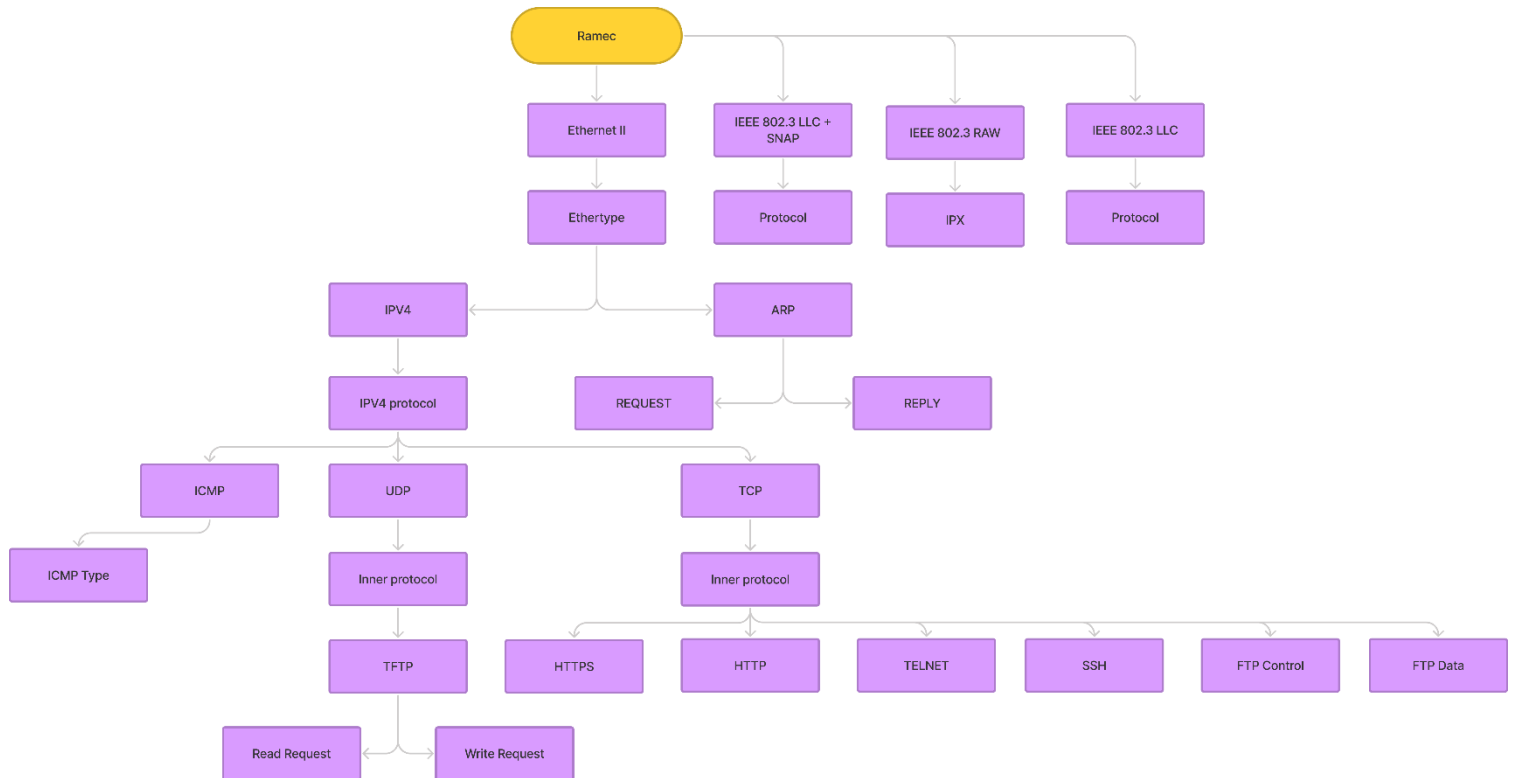 Ramec
Ethernet II
IEEE 802.3 LLC +
SNAP
IEEE 802.3 RAW
IEEE 802.3 LLC
Ethertype
Protocol
IPX
Protocol
IPV4
ARP
IPV4 protocol
REQUEST
REPLY
ICMP
UDP
TCP
ICMP Type
Inner protocol
Inner protocol
TFTP
HTTPS
HTTP
TELNET
SSH
FTP Control
FTP Data
Read Request
Write Request